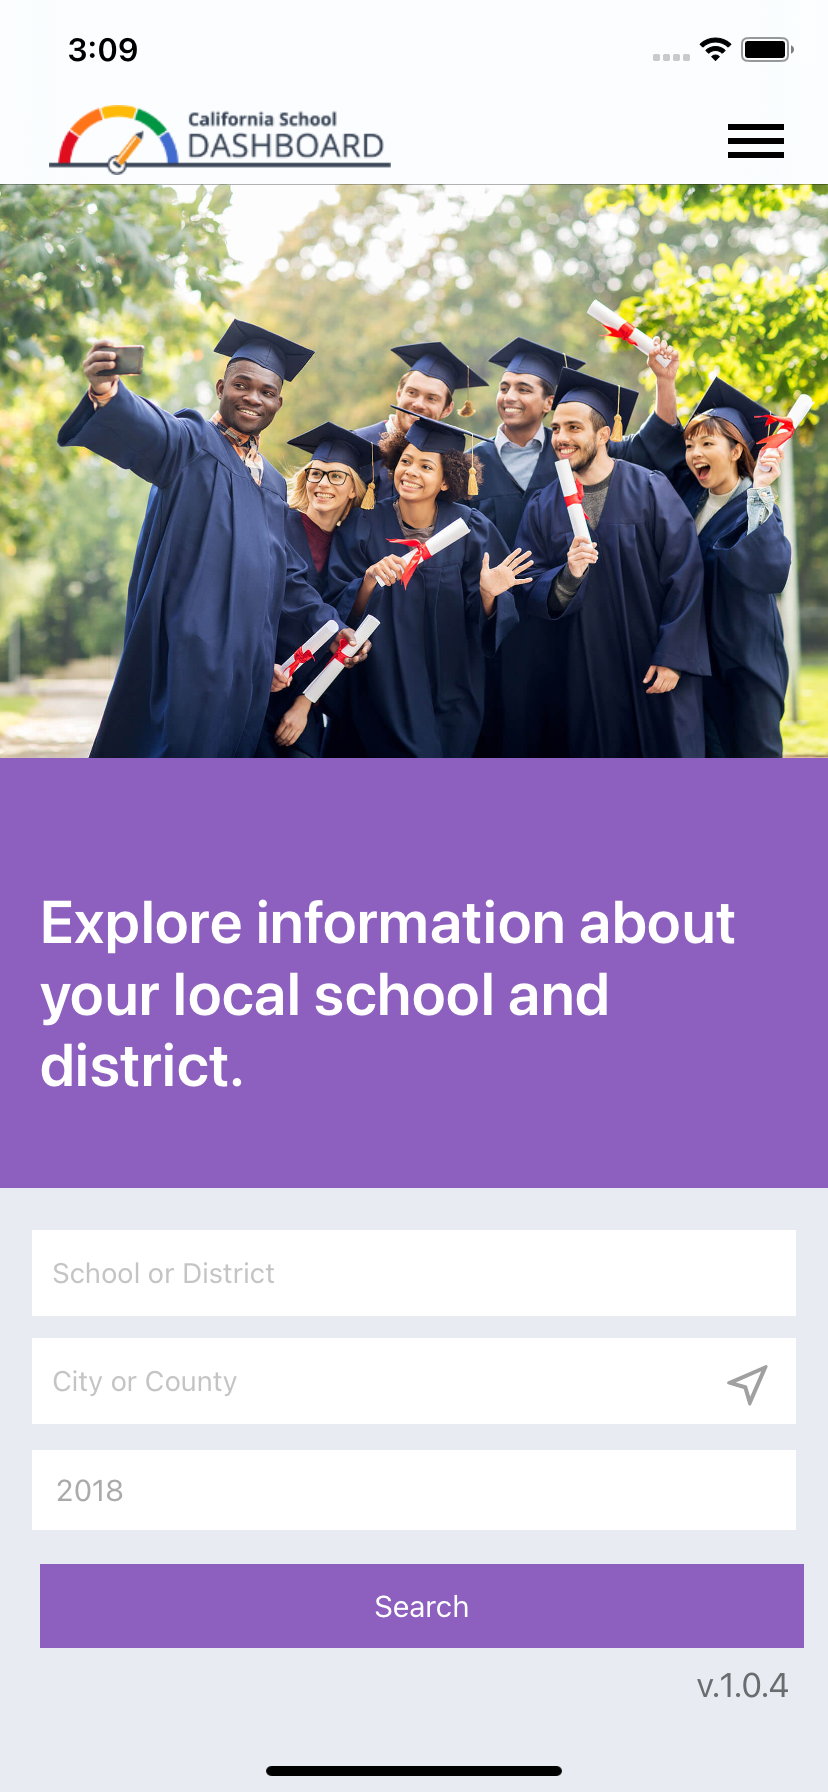 3:09
California School
DASHBOARD
Explore information about
your local school and
district.
School or District
City or County
2018
Search
v.1.0.4